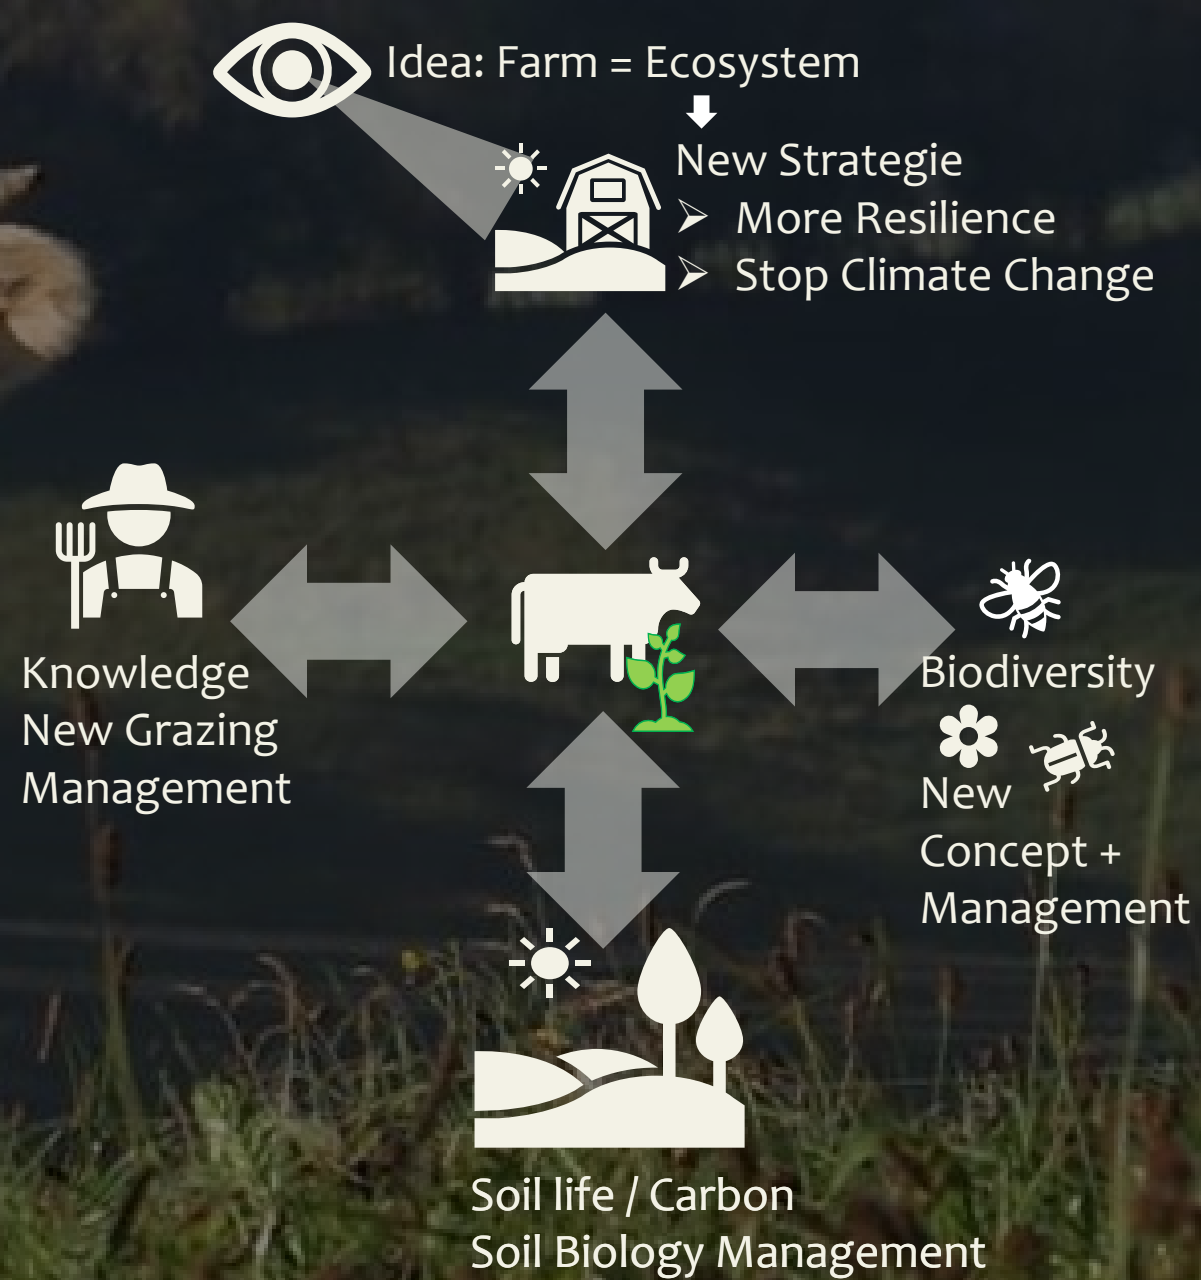 Idea: Farm = Ecosystem
New Strategie
➢ More Resilience
➢ Stop Climate Change
Knowledge
New Grazing
Management
Biodiversity
New
Concept +
Management
Soil life / Carbon
Soil Biology Management